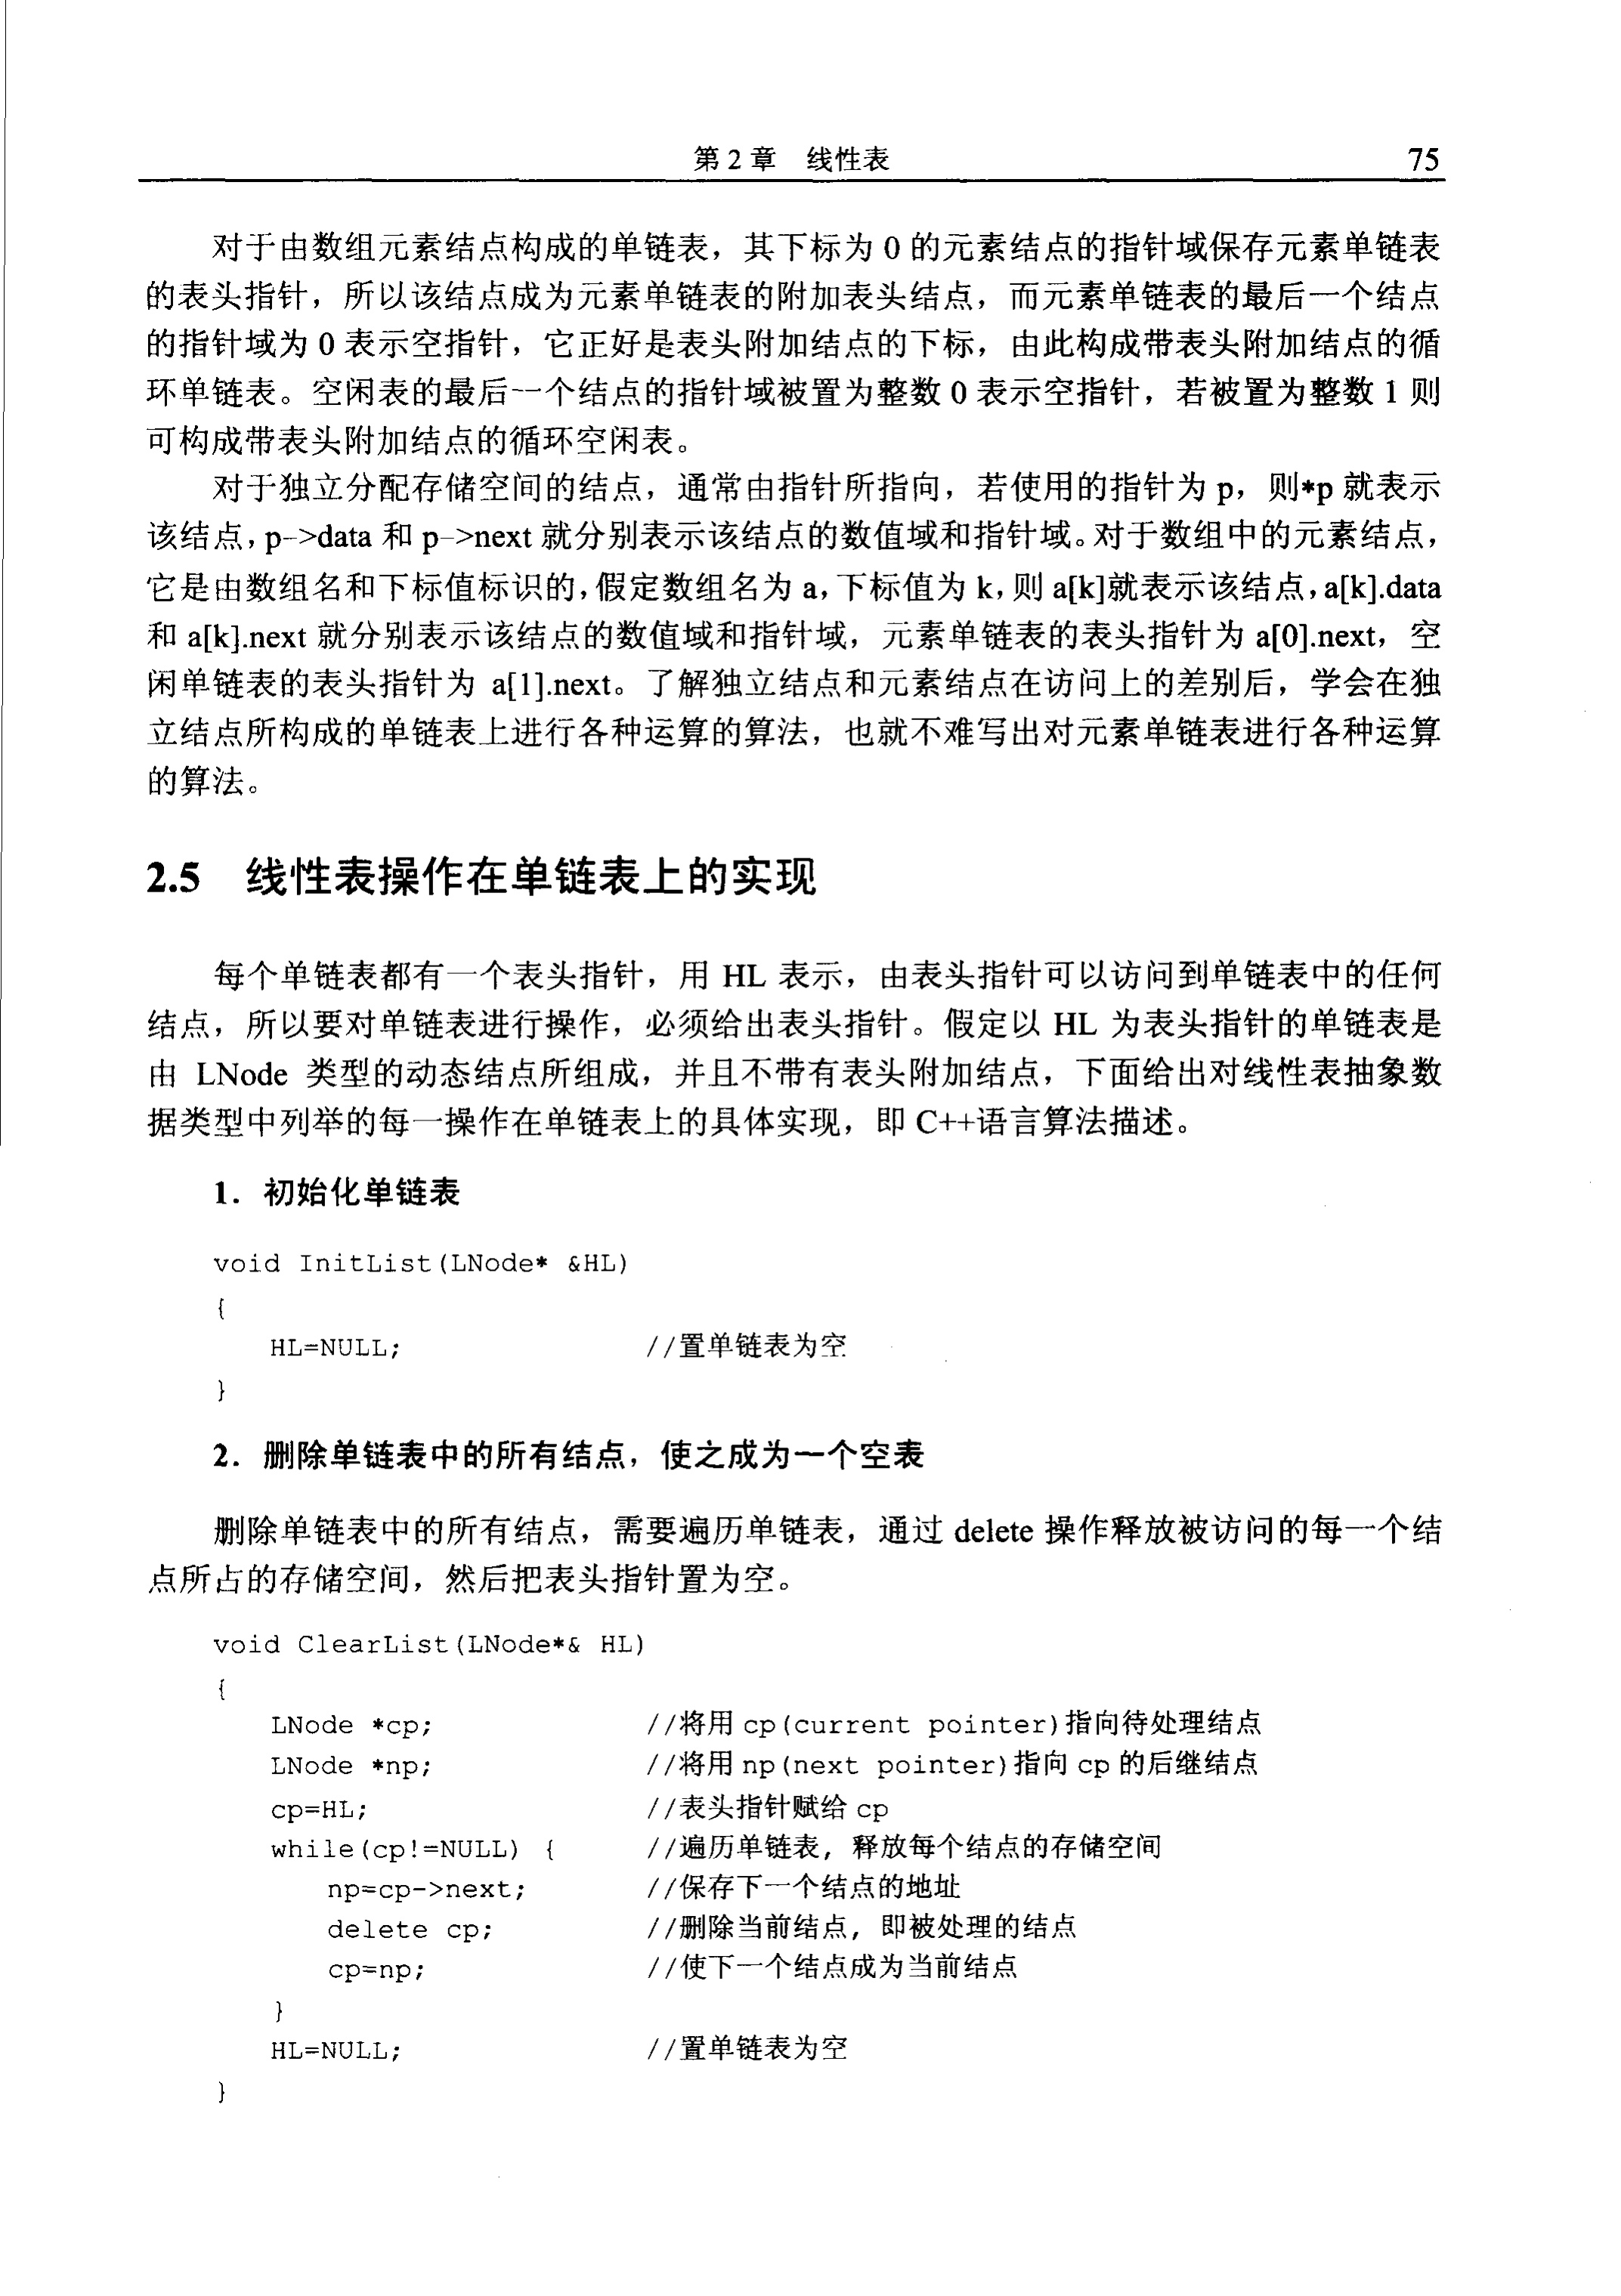 第 2 章　线性表
75
对于由数组元素结点构成的单链表，其下标为 0 的元素结点的指针域保存元素单链表
的表头指针，所以该结点成为元素单链表的附加表头结点，而元素单链表的最后一个结点
的指针域为 0 表示空指针，它正好是表头附加结点的下标，由此构成带表头附加结点的循
环单链表。空闲表的最后一个结点的指针域被置为整数 0 表示空指针，若被置为整数 1 则
可构成带表头附加结点的循环空闲表。
对于独立分配存储空间的结点，通常由指针所指向，若使用的指针为 p，则*p 就表示
该结点，p->data 和 p->next 就分别表示该结点的数值域和指针域。对于数组中的元素结点，
它是由数组名和下标值标识的，假定数组名为 a，下标值为 k，则 a[k]就表示该结点，a[k].data
和 a[k].next 就分别表示该结点的数值域和指针域，元素单链表的表头指针为 a[0].next，空
闲单链表的表头指针为 a[1].next。了解独立结点和元素结点在访问上的差别后，学会在独
立结点所构成的单链表上进行各种运算的算法，也就不难写出对元素单链表进行各种运算
的算法。
2.5　线性表操作在单链表上的实现
每个单链表都有一个表头指针，用 HL 表示，由表头指针可以访问到单链表中的任何
结点，所以要对单链表进行操作，必须给出表头指针。假定以 HL 为表头指针的单链表是
由 LNode 类型的动态结点所组成，并且不带有表头附加结点，下面给出对线性表抽象数
据类型中列举的每一操作在单链表上的具体实现，即 C++语言算法描述。
1．初始化单链表
void InitList(LNode* &HL)
{
HL=NULL; //置单链表为空
}
2．删除单链表中的所有结点，使之成为一个空表
删除单链表中的所有结点，需要遍历单链表，通过 delete 操作释放被访问的每一个结
点所占的存储空间，然后把表头指针置为空。
void ClearList(LNode*& HL)
{
LNode *cp; //将用 cp(current pointer)指向待处理结点
LNode *np; //将用 np(next pointer)指向 cp 的后继结点
cp=HL; //表头指针赋给 cp
while(cp!=NULL) { //遍历单链表，释放每个结点的存储空间
np=cp->next; //保存下一个结点的地址
delete cp; //删除当前结点，即被处理的结点
cp=np; //使下一个结点成为当前结点
}
HL=NULL; //置单链表为空
}